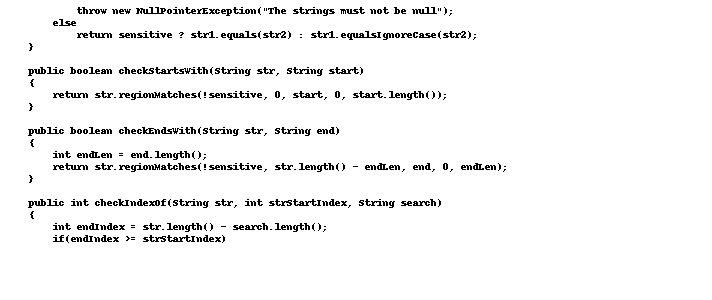 throw new NullPointerException("The strings must not be null");
else
return sensitive ? str1.equals(str2) : str1.equalsIgnoreCase(str2);
}
public boolean checkStartsWith(String str, String start)
{
return str.regionMatches(!sensitive, 0, start, 0, start.length());
}
public boolean checkEndsWith(String str, String end)
{
int endLen = end.length();
return str.regionMatches(!sensitive, str.length() - endLen, end, 0, endLen);
}
public int checkIndexOf(String str, int strStartIndex, String search)
{
int endIndex = str.length() - search.length();
if(endIndex >= strStartIndex)